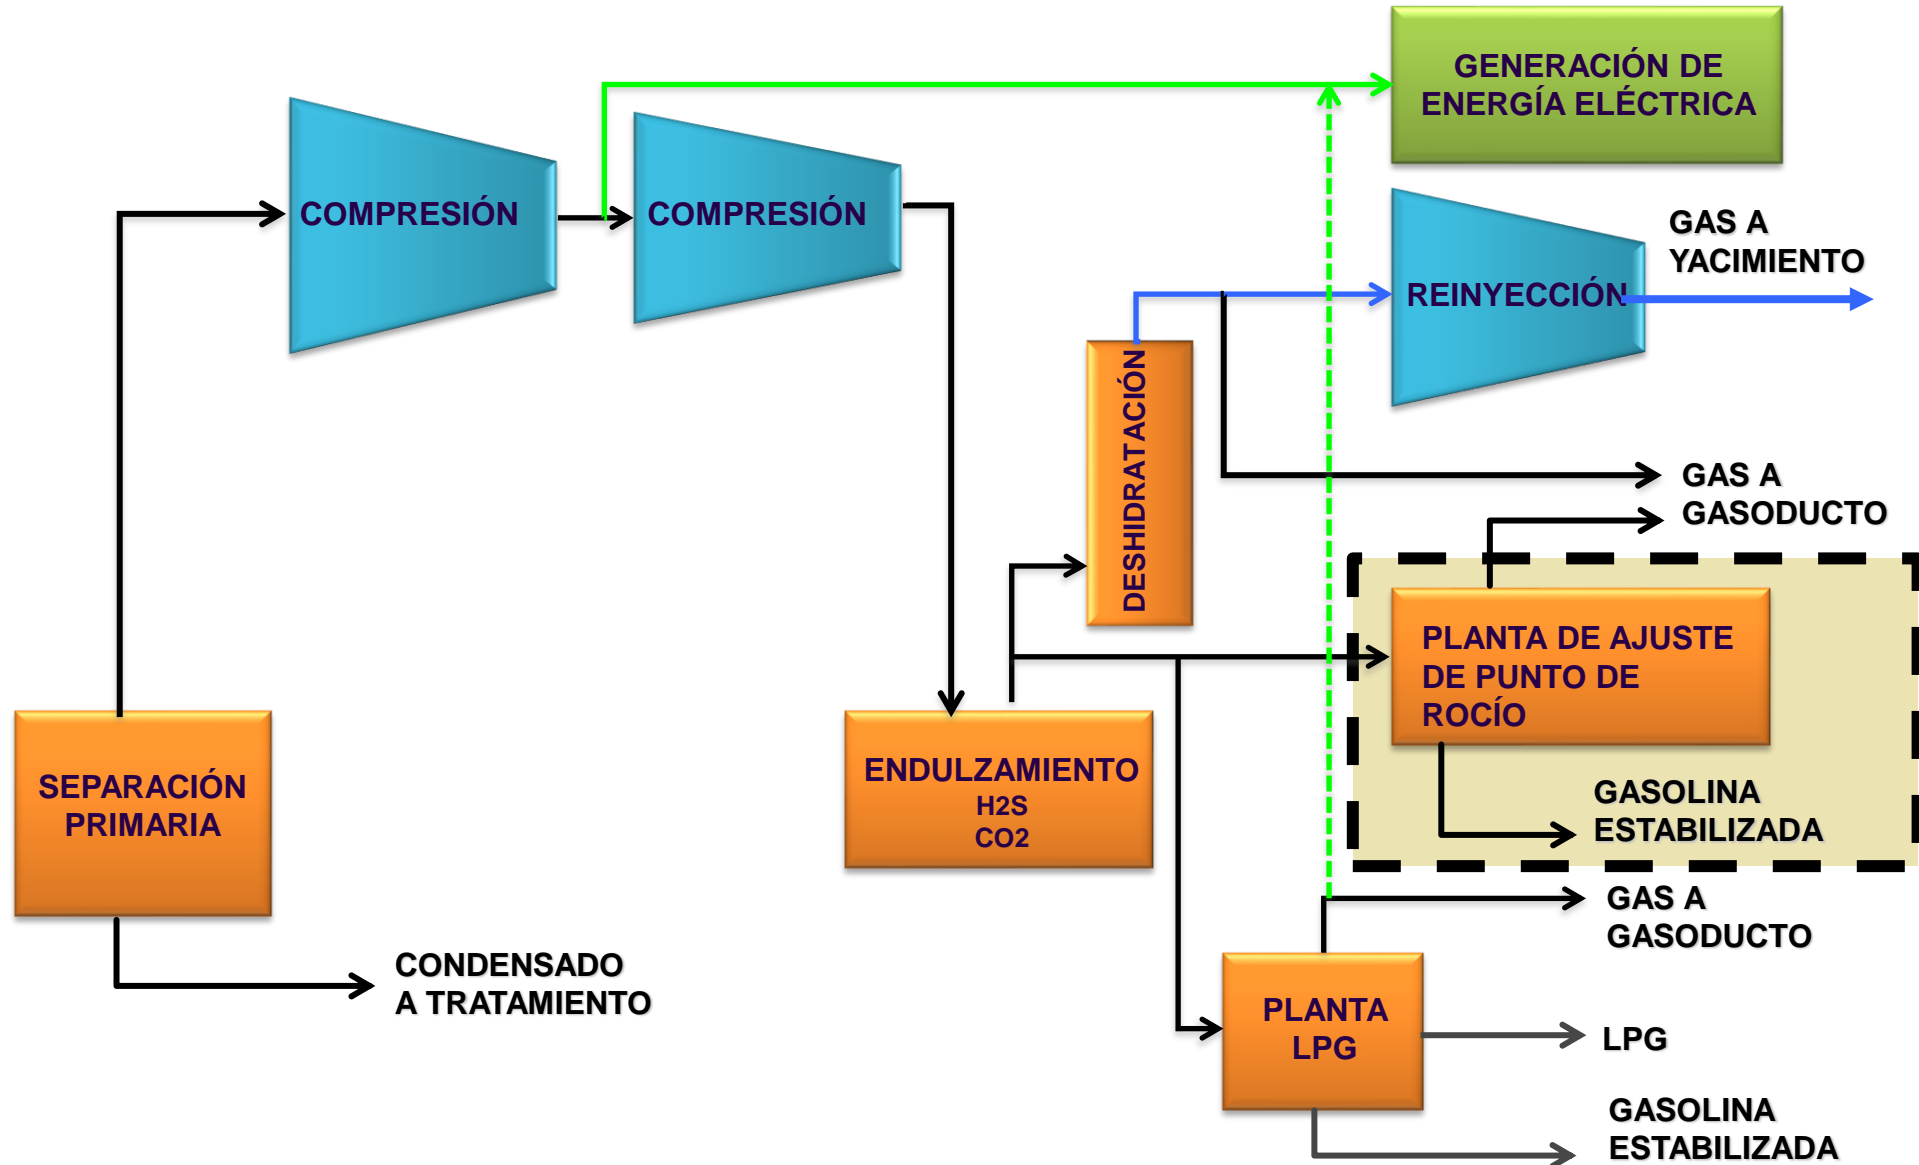 GENERACIÓN DE
ENERGÍA ELÉCTRICA
COMPRESIÓN
COMPRESIÓN
GAS A
YACIMIENTO
REINYECCIÓN
DESHIDRATACIÓN
GAS A
GASODUCTO
PLANTA DE AJUSTE
DE PUNTO DE
ROCÍO
SEPARACIÓN
PRIMARIA
ENDULZAMIENTO
H2S
CO2
GASOLINA
ESTABILIZADA
GAS A
GASODUCTO
CONDENSADO
A TRATAMIENTO
PLANTA
LPG
LPG
GASOLINA
ESTABILIZADA